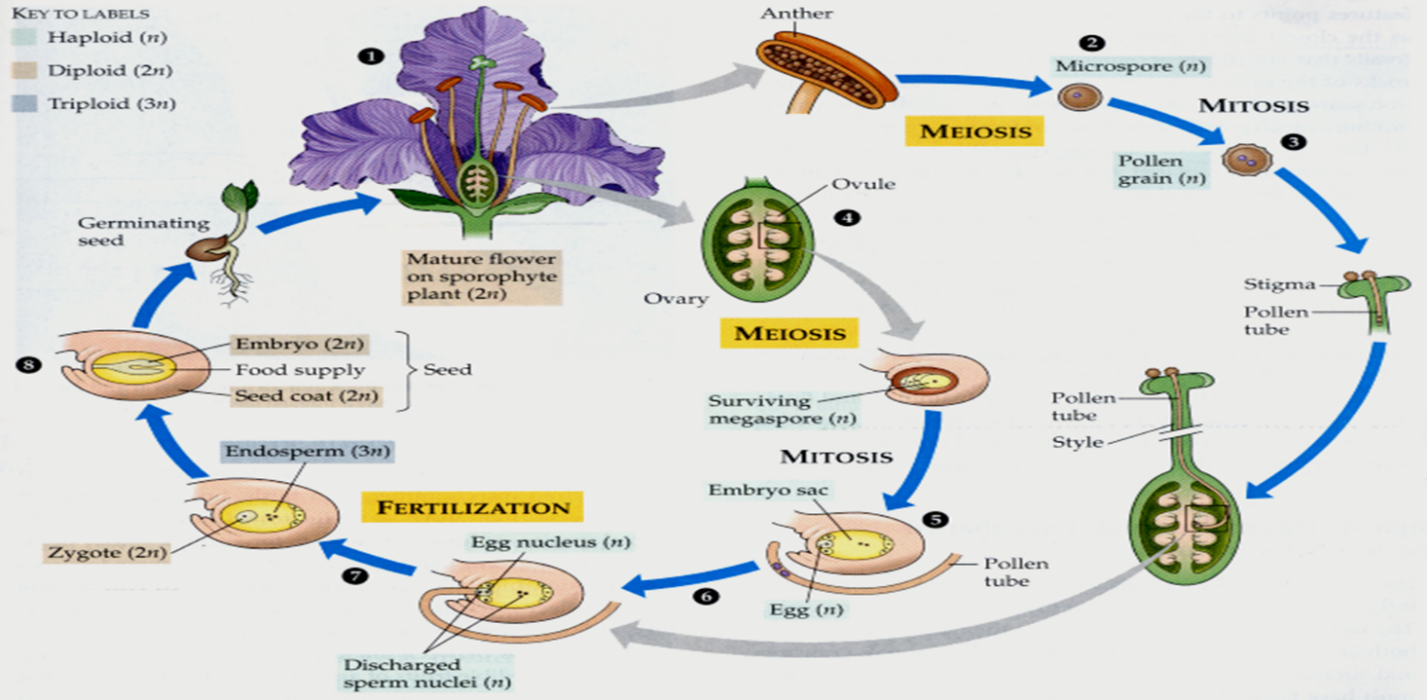 KEY TO LABELS
Haploid (n)
Diploid (2n)
Triploid (3n)
1
Anther
2
Microspore (n)
MEIOSIS
MITOSIS
3
Pollen
grain (n)
Ovule
4
Ovary
Mature flower
on sporophyte
plant (2n)
Germinating
seed
Stigma
Pollen
tube
MEIOSIS
Surviving
megaspore (n)
8
Embryo (2n)
Food supply
Seed coat (2n)
Seed
Pollen
tube
Style
MITOSIS
Embryo sac
5
Endosperm (3n)
FERTILIZATION
Zygote (2n)
Egg nucleus (n)
7
6
Egg (n)
Pollen
tube
Discharged
sperm nuclei (n)